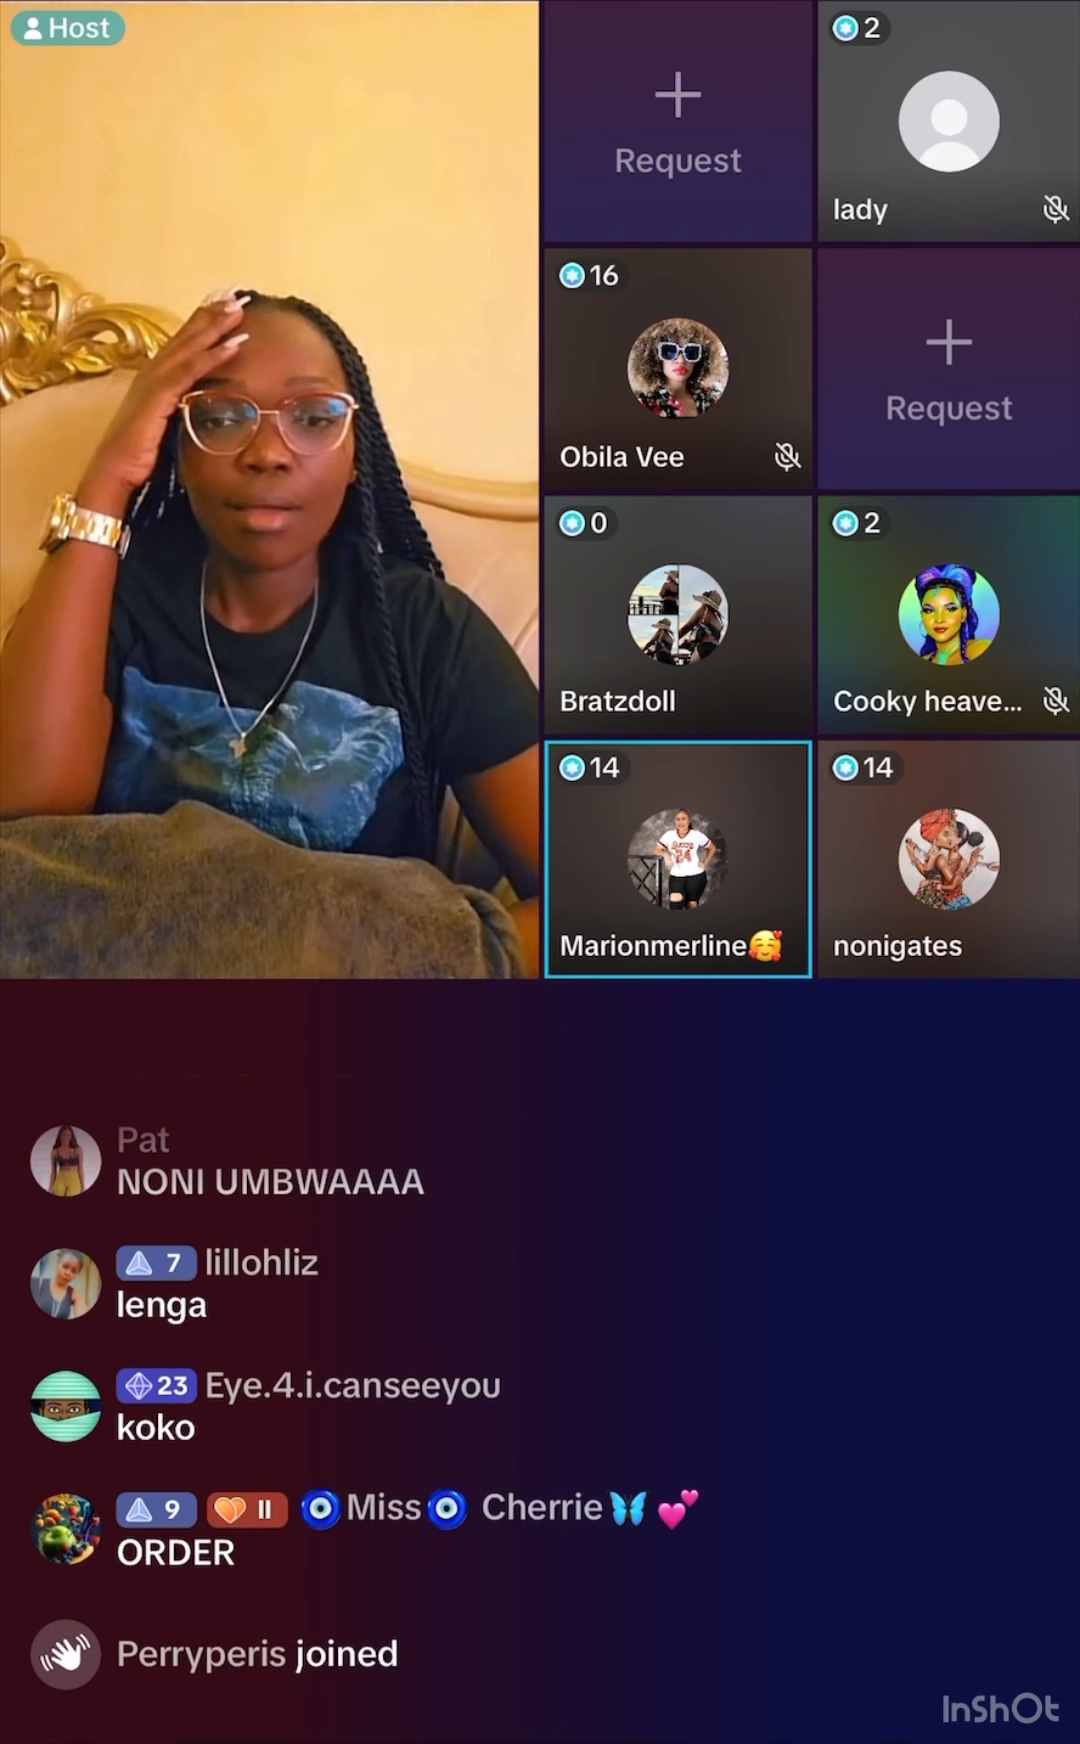 Host
Request
2
lady
16
Obila Vee
Request
0
Bratzdoll
2
Cooky heave...
14
Marionmerline🥰
14
nonigates
Pat
NONI UMBWAAAA
7 lillohliz
lenga
23 Eye.4.i.canseeyou
koko
9 II 🧿Miss🧿 Cherrie🦋💕
ORDER
Perryperis joined
InShOt